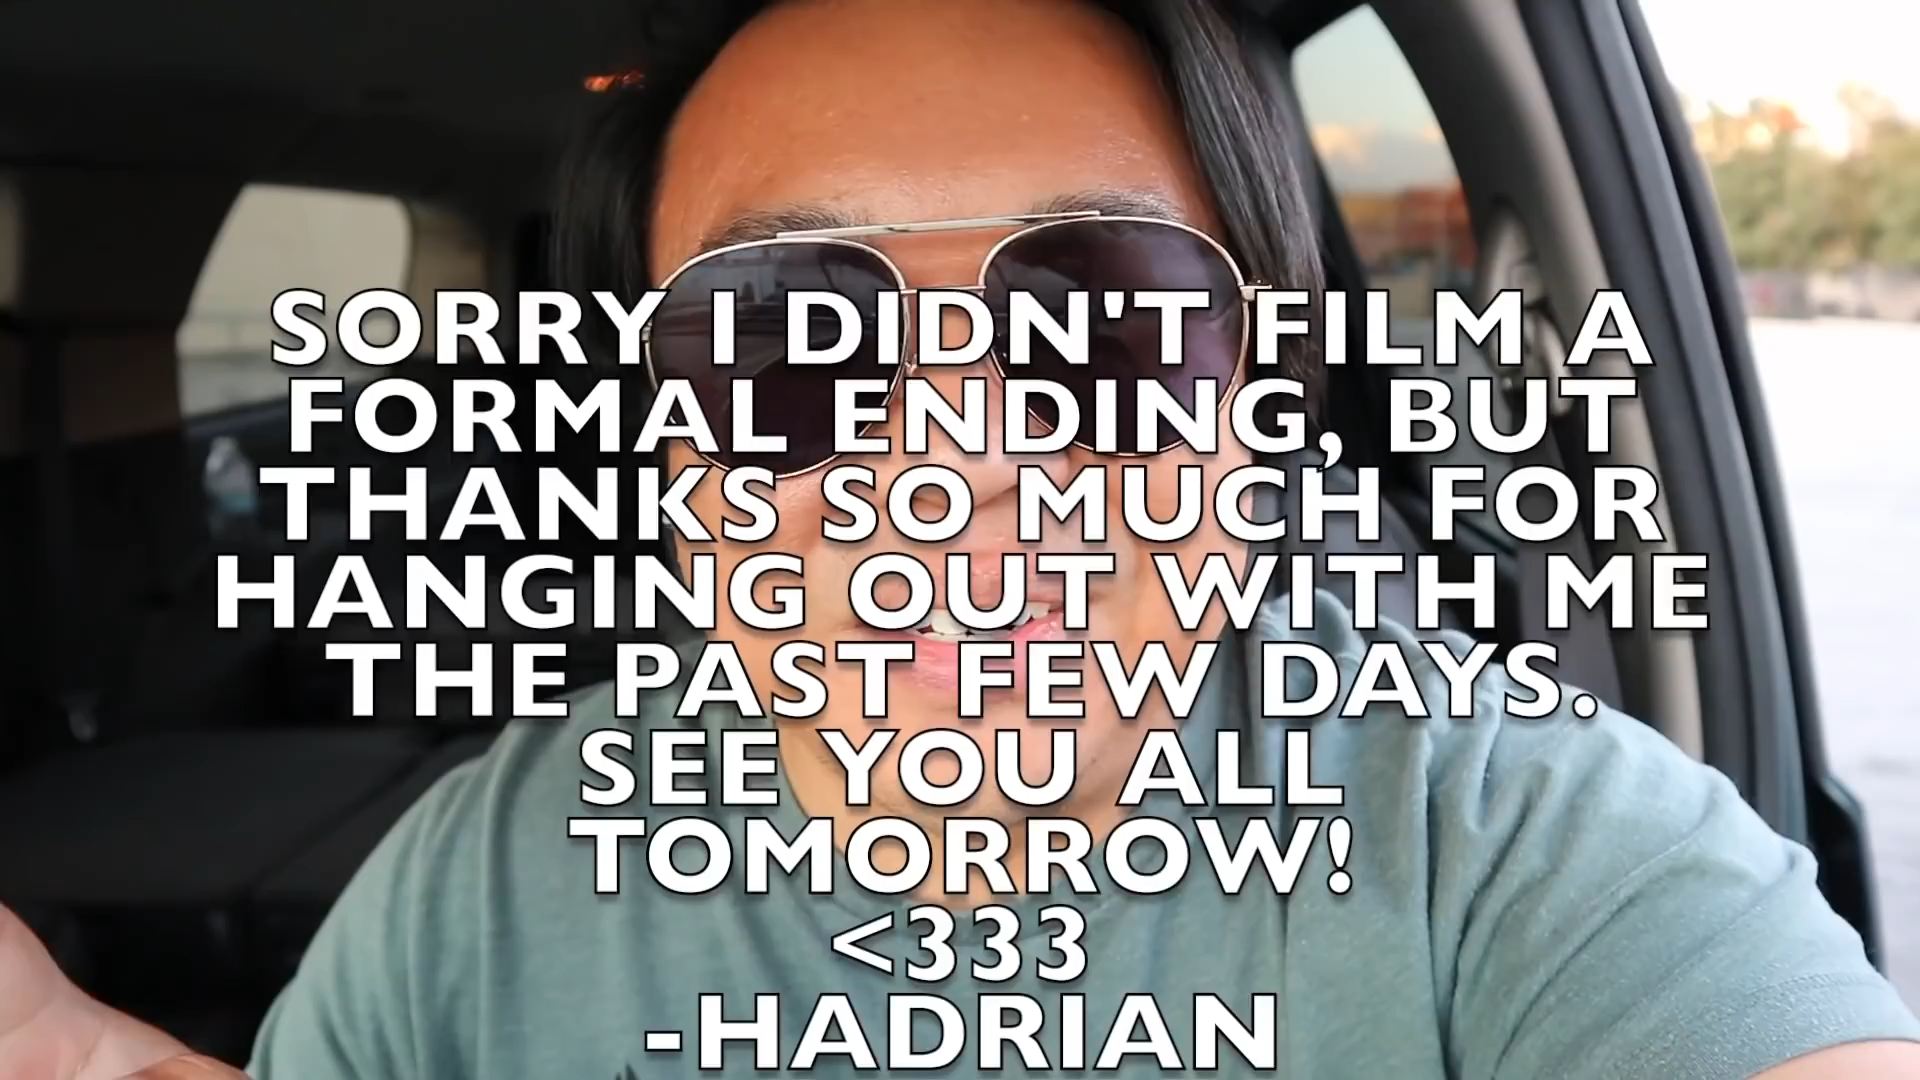 SORRY I DIDN'T FILM A
FORMAL ENDING, BUT
THANKS SO MUCH FOR
HANGING OUT WITH ME
THE PAST FEW DAYS.
SEE YOU ALL
TOMORROW!
<333
-HADRIAN